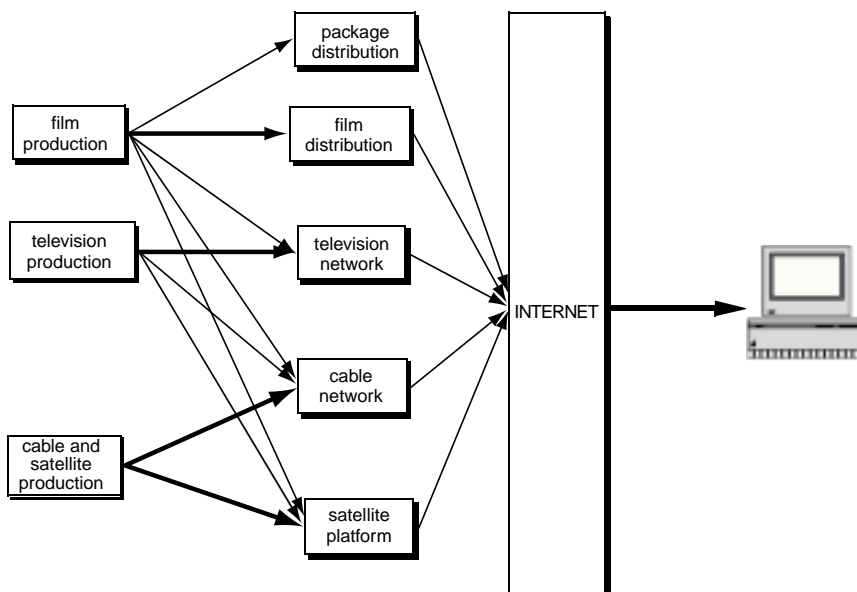 package
distribution
film
production
film
distribution
television
production
television
network
INTERNET
cable
network
cable and
satellite
production
satellite
platform